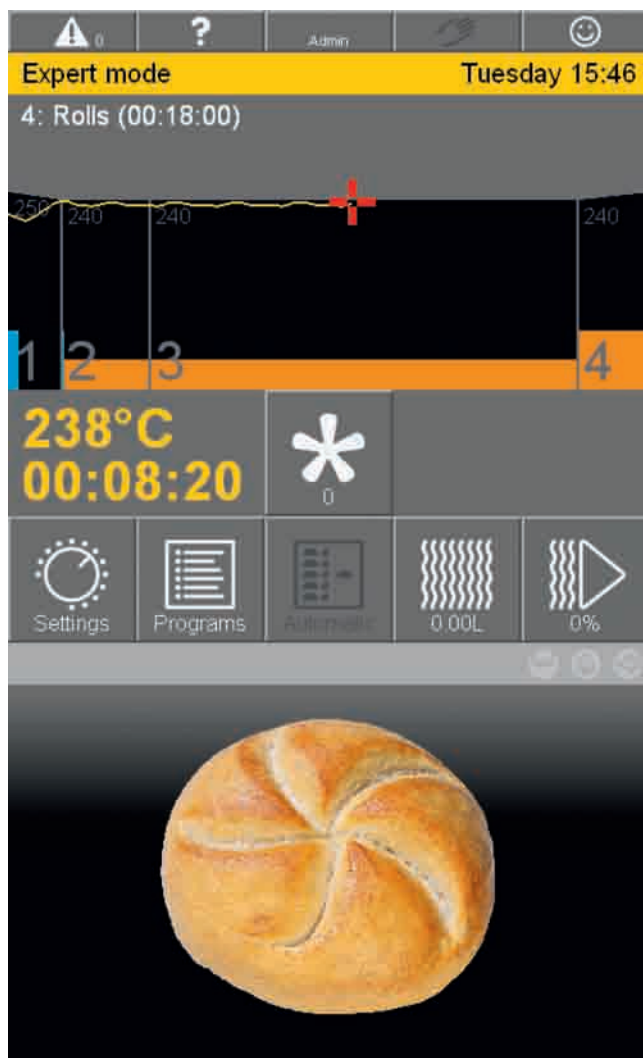 0
?
Admin
Expert mode Tuesday 15:46
4: Rolls (00:18:00)
250 240 240 240
1 2 3 4
238°C
00:08:20
0
Settings Programs Automatic 0.00L 0%